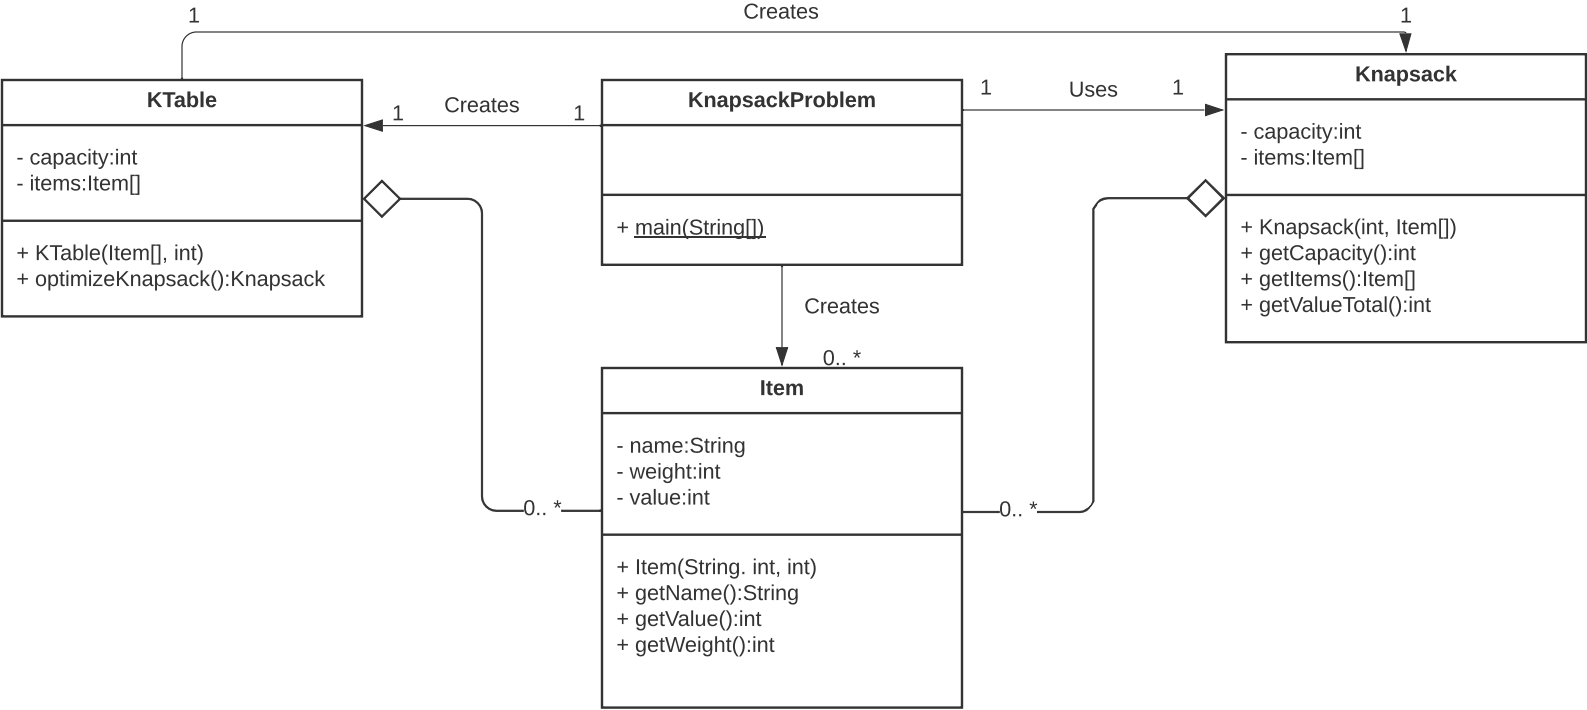 1
Creates
1
KTable
- capacity:int
- items:Item[]
+ KTable(Item[], int)
+ optimizeKnapsack():Knapsack
1
Creates
1
KnapsackProblem
+ main(String[])
1
Uses
1
Knapsack
- capacity:int
- items:Item[]
+ Knapsack(int, Item[])
+ getCapacity():int
+ getItems():Item[]
+ getValueTotal():int
Creates
0.. *
Item
- name:String
- weight:int
- value:int
+ Item(String. int, int)
+ getName():String
+ getValue():int
+ getWeight():int
0.. *
0.. *